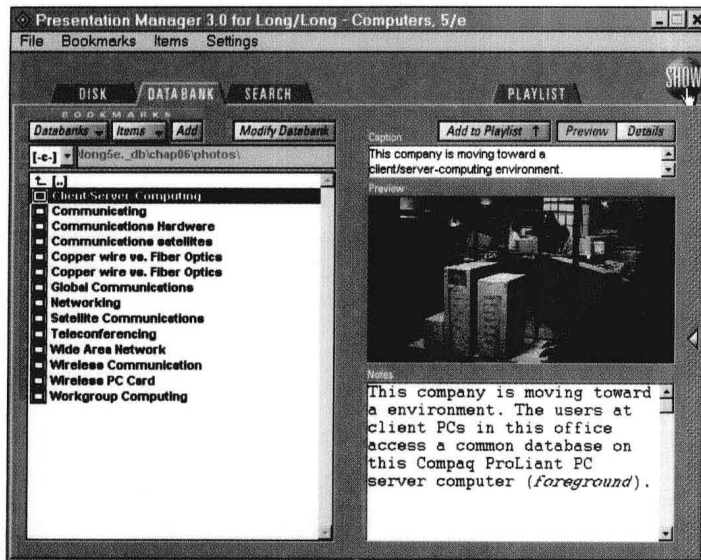 Presentation Manager 3.0 for Long/Long - Computers, 5/e
File Bookmarks Items Settings
SHOW
DISK DATABANK SEARCH PLAYLIST
BOOKMARKS
Databanks Items Add Modify Databank
Caption
Add to Playlist ↑ Preview Details
[-c-] \long5e._db\chap06\photos\
This company is moving toward a
client/server-computing environment.
[..]
Preview
Client Server Computing
Communicating
Communications Hardware
Communications satellites
Copper wire vs. Fiber Optics
Copper wire vs. Fiber Optics
Global Communications
Networking
Satellite Communications
Teleconferencing
Wide Area Network
Wireless Communication
Wireless PC Card
Workgroup Computing
Notes
This company is moving toward
a environment. The users at
client PCs in this office
access a common database on
this Compaq ProLiant PC
server computer (foreground).